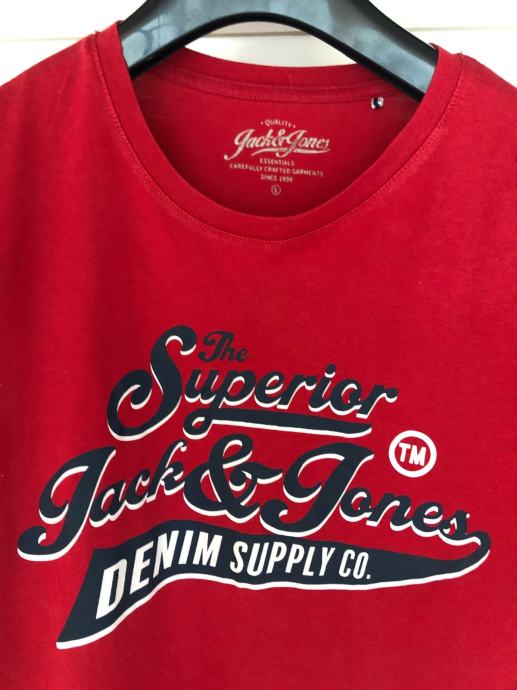 • QUALITY •
Jack & Jones
ESSENTIALS
CAREFULLY CRAFTED GARMENTS
SINCE 1990
L
The
Superior
TM
Jack & Jones
DENIM SUPPLY CO.